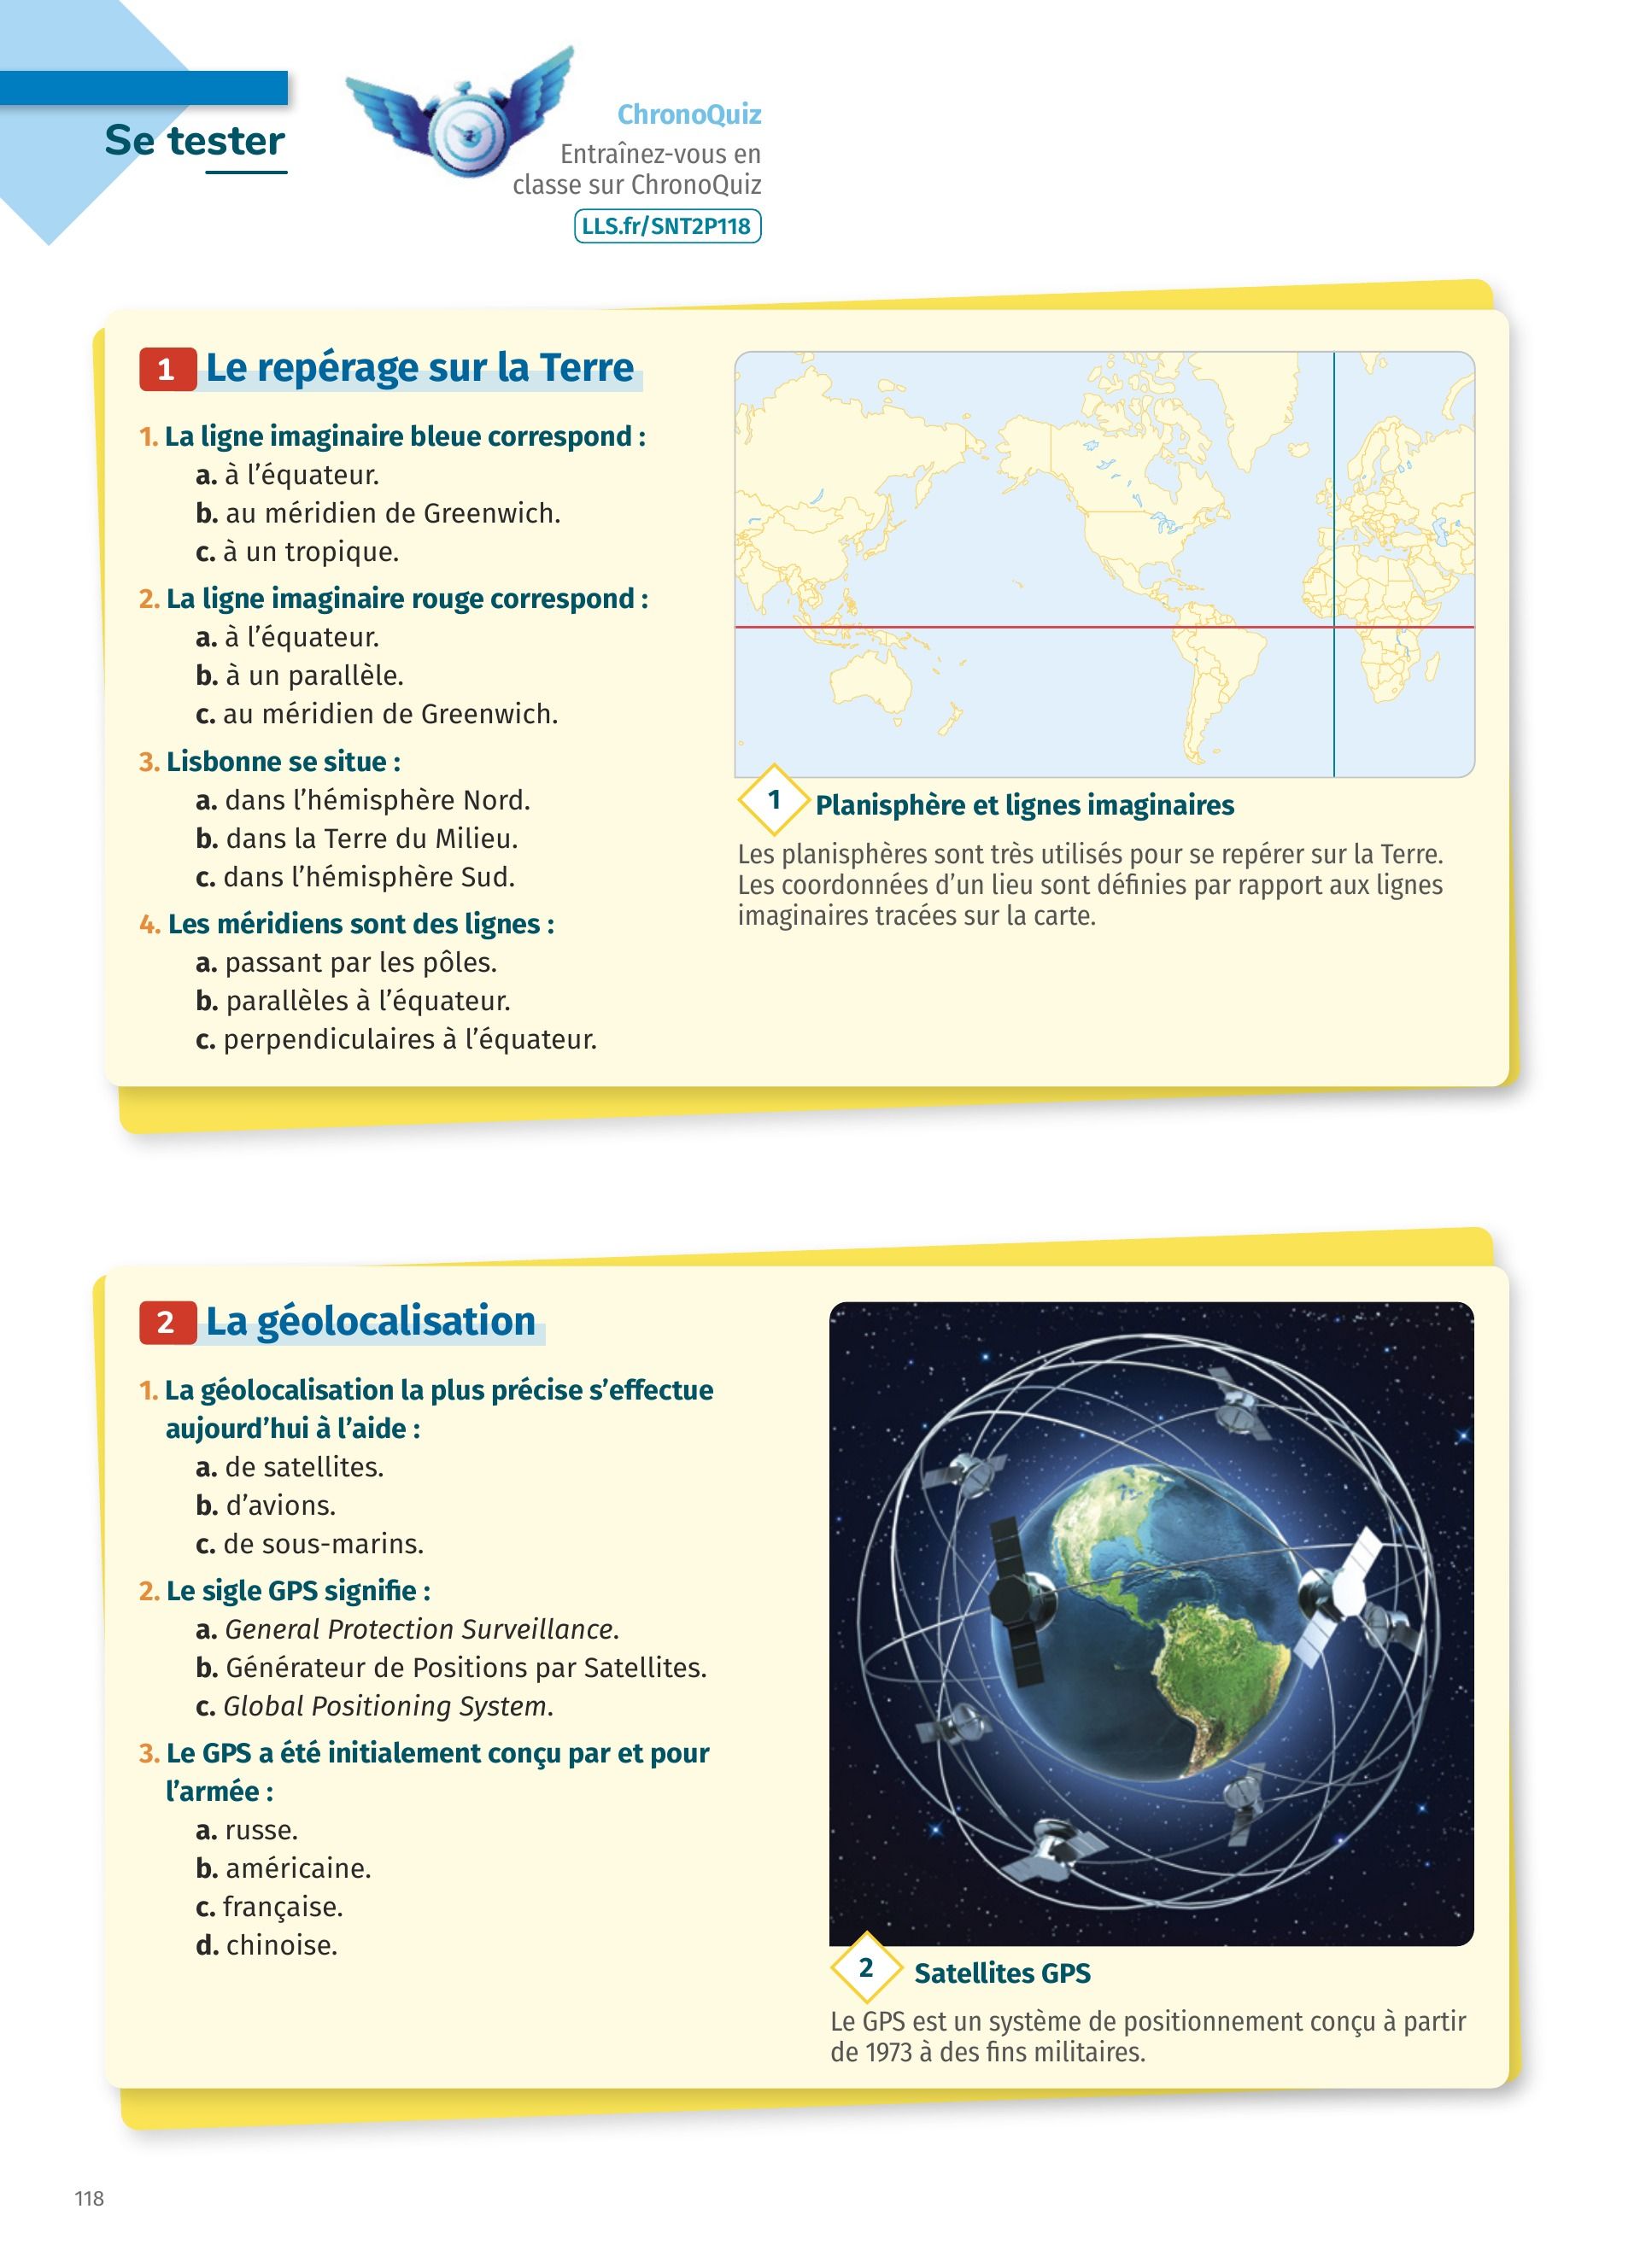 Se tester
ChronoQuiz
Entraînez-vous en
classe sur ChronoQuiz
LLS.fr/SNT2P118
1 Le repérage sur la Terre
1. La ligne imaginaire bleue correspond :
a. à l’équateur.
b. au méridien de Greenwich.
c. à un tropique.
2. La ligne imaginaire rouge correspond :
a. à l’équateur.
b. à un parallèle.
c. au méridien de Greenwich.
3. Lisbonne se situe :
a. dans l’hémisphère Nord.
b. dans la Terre du Milieu.
c. dans l’hémisphère Sud.
4. Les méridiens sont des lignes :
a. passant par les pôles.
b. parallèles à l’équateur.
c. perpendiculaires à l’équateur.
1 Planisphère et lignes imaginaires
Les planisphères sont très utilisés pour se repérer sur la Terre.
Les coordonnées d’un lieu sont définies par rapport aux lignes
imaginaires tracées sur la carte.
2 La géolocalisation
1. La géolocalisation la plus précise s’effectue
aujourd’hui à l’aide :
a. de satellites.
b. d’avions.
c. de sous-marins.
2. Le sigle GPS signifie :
a. General Protection Surveillance.
b. Générateur de Positions par Satellites.
c. Global Positioning System.
3. Le GPS a été initialement conçu par et pour
l’armée :
a. russe.
b. américaine.
c. française.
d. chinoise.
2 Satellites GPS
Le GPS est un système de positionnement conçu à partir
de 1973 à des fins militaires.
118